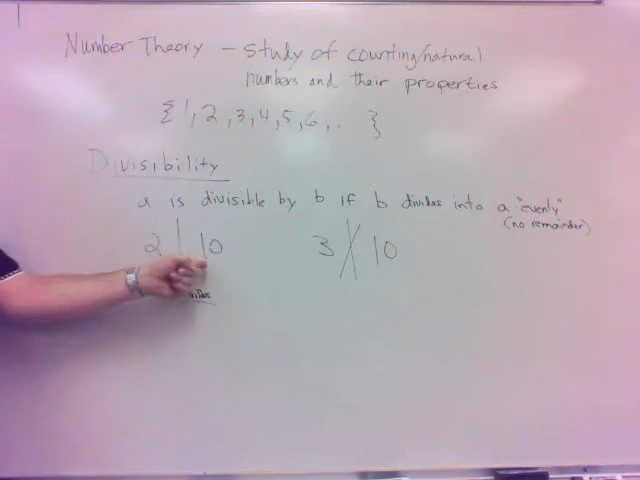 Number Theory - study of counting/natural
numbers and their properties
{1, 2, 3, 4, 5, 6, . . }
Divisibility
a is divisible by b if b divides into a "evenly"
(no remainder)
2 | 10 3 ∤ 10